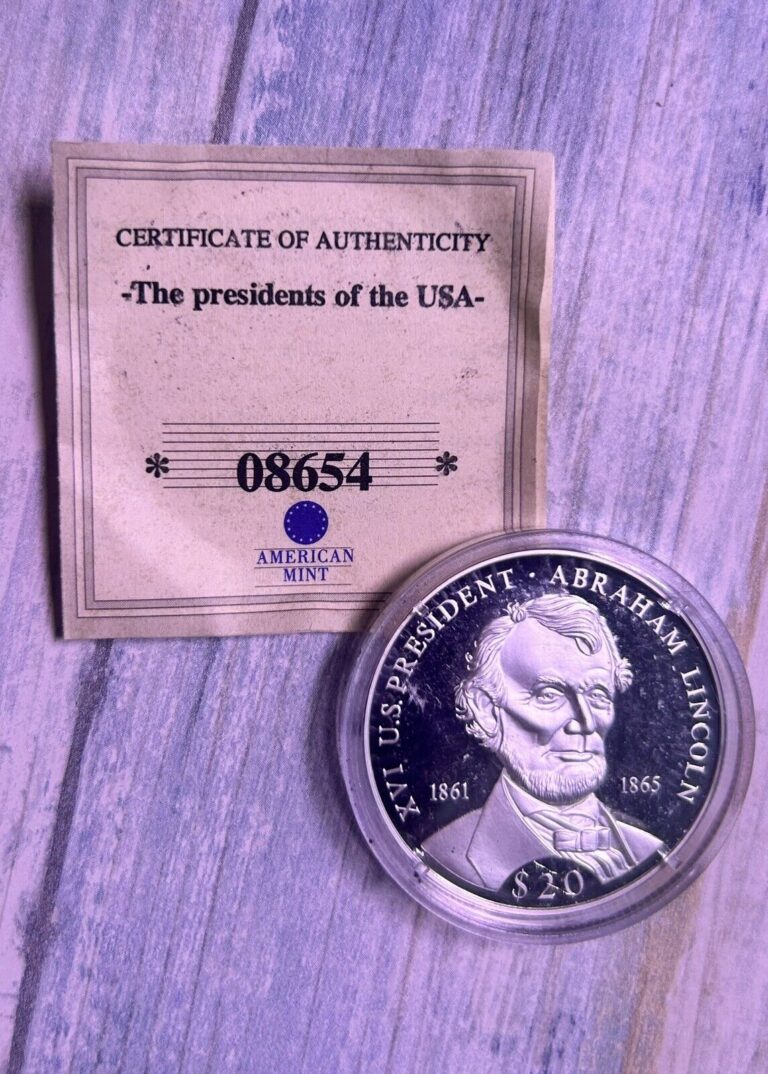 CERTIFICATE OF AUTHENTICITY
-The presidents of the USA-
* 08654 *
AMERICAN
MINT
XVI U.S. PRESIDENT · ABRAHAM LINCOLN
1861 1865
$20